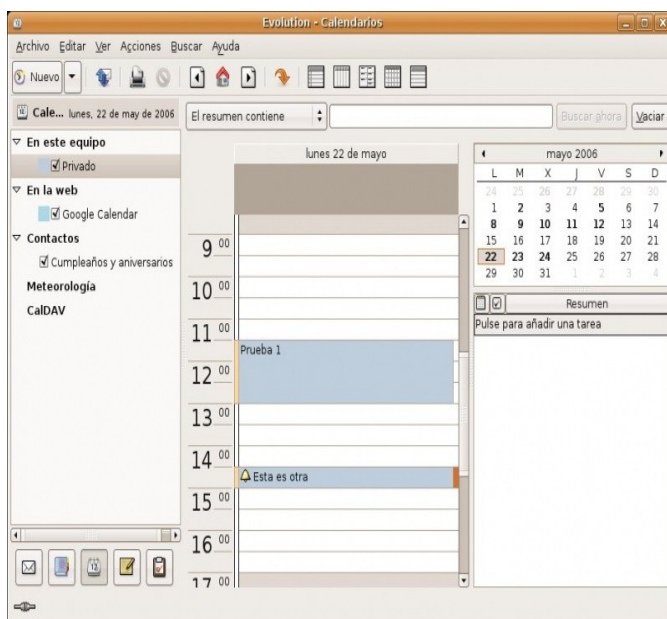 Evolution - Calendarios
Archivo Editar Ver Acciones Buscar Ayuda
Nuevo
Cale... lunes, 22 de may de 2006
El resumen contiene
Buscar ahora
Vaciar
En este equipo
Privado
En la web
Google Calendar
Contactos
Cumpleaños y aniversarios
Meteorología
CalDAV
lunes 22 de mayo
9 00
10 00
11 00
Prueba 1
12 00
13 00
14 00
Esta es otra
15 00
16 00
17 00
mayo 2006
L M X J V S D
24 25 26 27 28 29 30
1 2 3 4 5 6 7
8 9 10 11 12 13 14
15 16 17 18 19 20 21
22 23 24 25 26 27 28
29 30 31 1 2 3 4
Resumen
Pulse para añadir una tarea